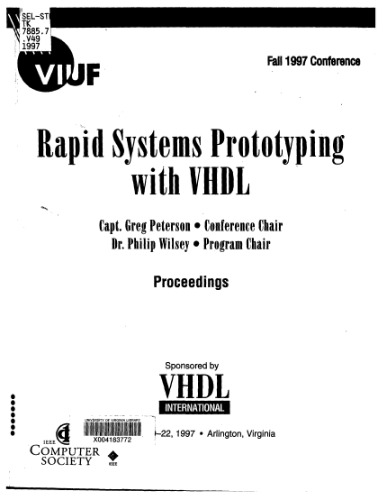 SEL-STI
TK
7885.7
.V49
1997
VIUF
Fall 1997 Conference
Rapid Systems Prototyping
with VHDL
Capt. Greg Peterson • Conference Chair
Dr. Philip Wilsey • Program Chair
Proceedings
Sponsored by
VHDL
INTERNATIONAL
X004183772
–22, 1997 • Arlington, Virginia
IEEE
COMPUTER
SOCIETY
IEEE